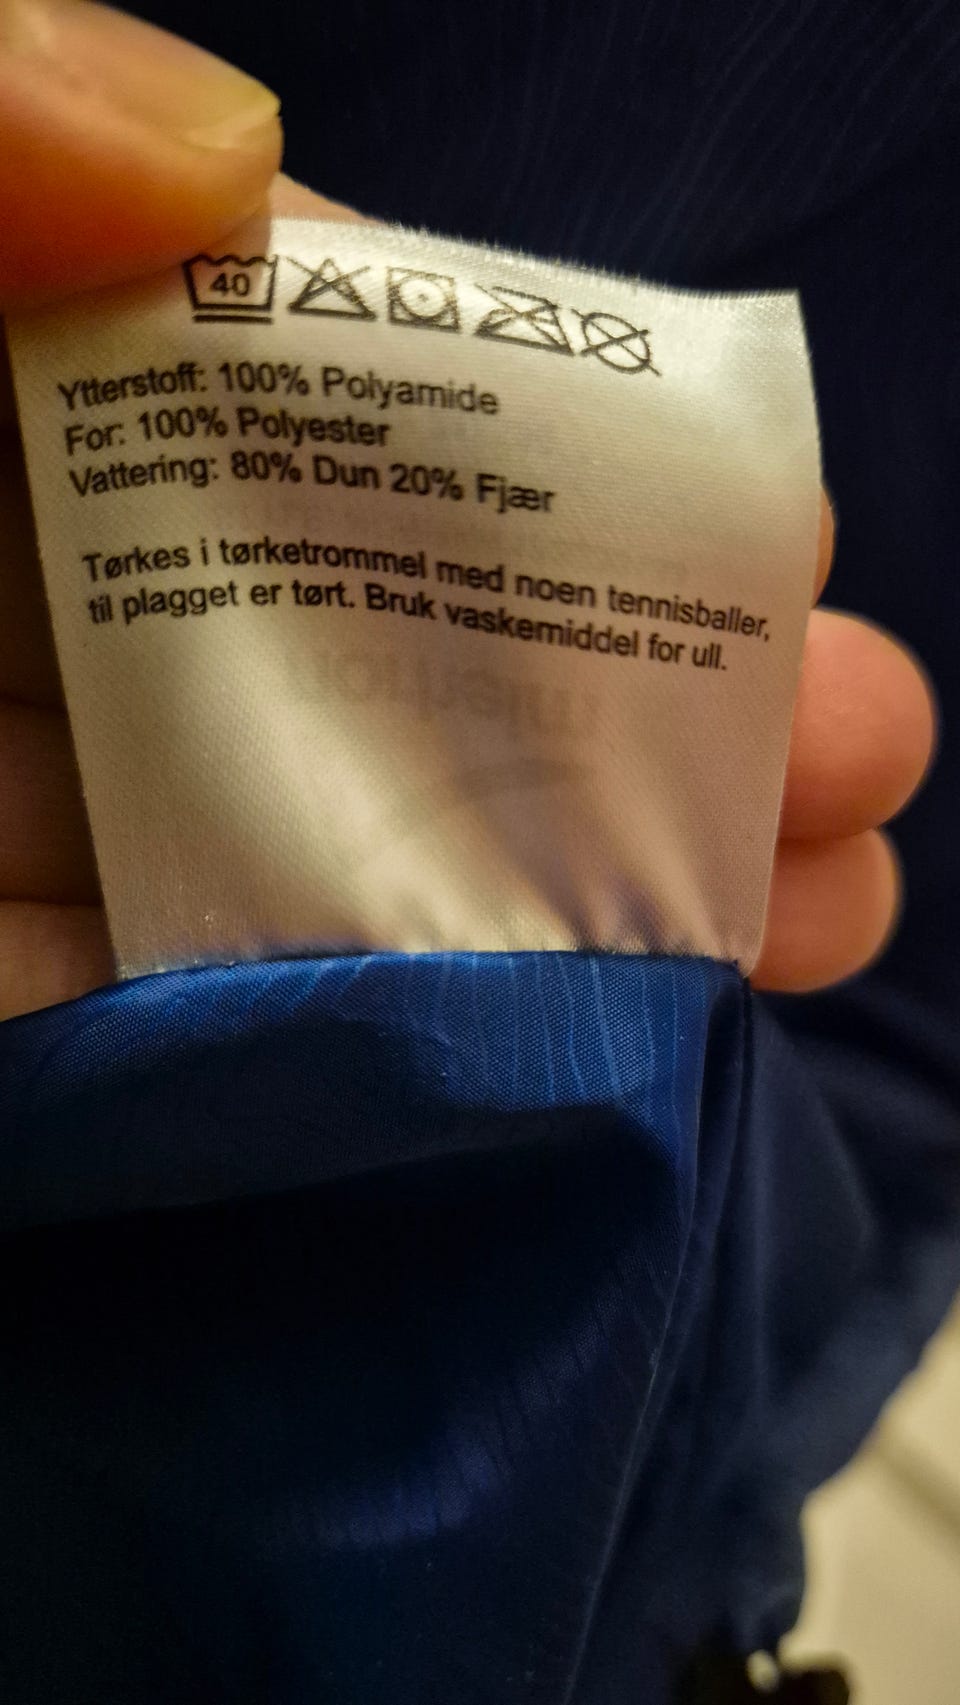 40
Ytterstoff: 100% Polyamide
For: 100% Polyester
Vattering: 80% Dun 20% Fjær
Tørkes i tørketrommel med noen tennisballer,
til plagget er tørt. Bruk vaskemiddel for ull.